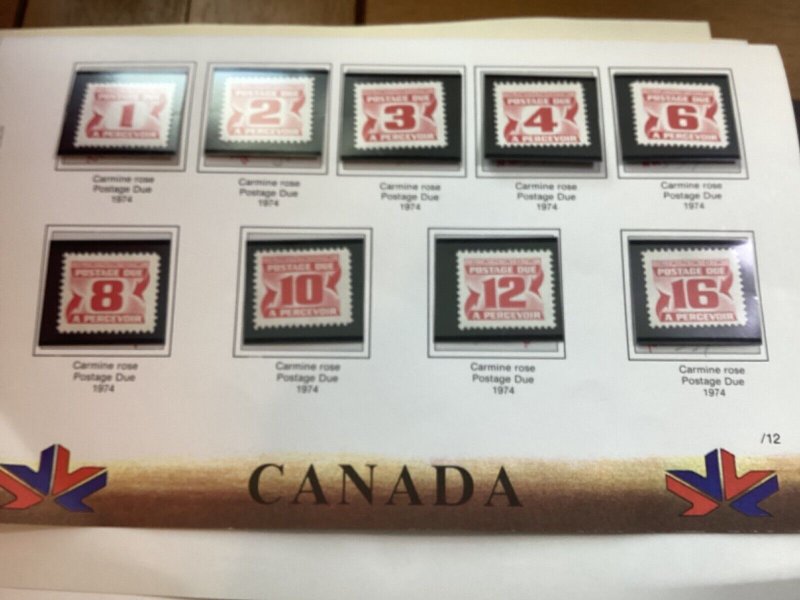 POSTAGE DUE
1
A PERCEVOIR
POSTAGE DUE
2
A PERCEVOIR
POSTAGE DUE
3
A PERCEVOIR
POSTAGE DUE
4
A PERCEVOIR
POSTAGE DUE
6
A PERCEVOIR
Carmine rose
Postage Due
1974
Carmine rose
Postage Due
1974
Carmine rose
Postage Due
1974
Carmine rose
Postage Due
1974
Carmine rose
Postage Due
1974
POSTAGE DUE
8
A PERCEVOIR
POSTAGE DUE
10
A PERCEVOIR
POSTAGE DUE
12
A PERCEVOIR
POSTAGE DUE
16
A PERCEVOIR
Carmine rose
Postage Due
1974
Carmine rose
Postage Due
1974
Carmine rose
Postage Due
1974
Carmine rose
Postage Due
1974
/12
CANADA